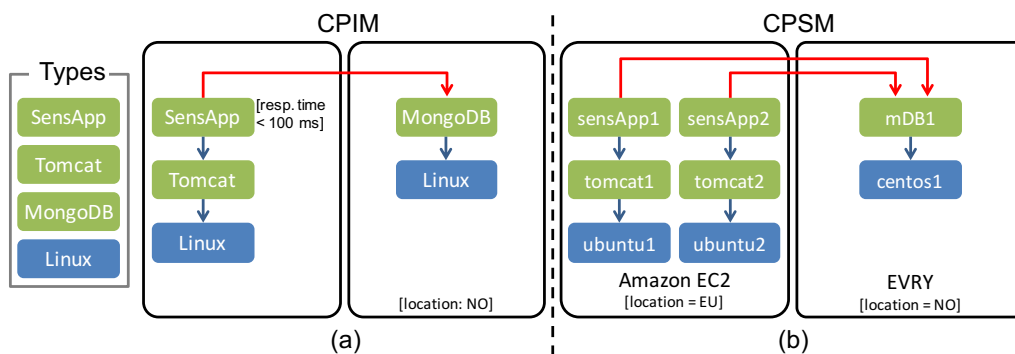 CPIM
CPSM
Types
SensApp
Tomcat
MongoDB
Linux
SensApp
[resp. time
< 100 ms]
Tomcat
Linux
MongoDB
Linux
[location: NO]
(a)
sensApp1
sensApp2
tomcat1
tomcat2
ubuntu1
ubuntu2
Amazon EC2
[location = EU]
mDB1
centos1
EVRY
[location = NO]
(b)